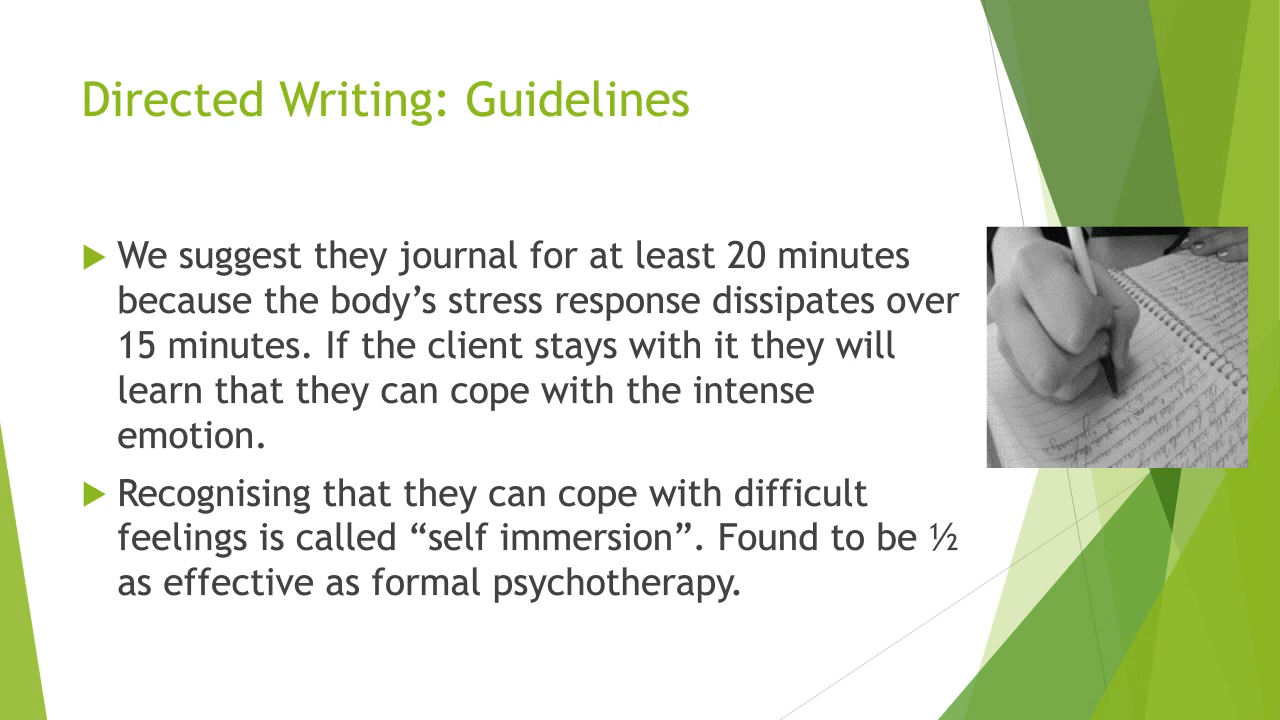 Directed Writing: Guidelines
We suggest they journal for at least 20 minutes
because the body’s stress response dissipates over
15 minutes. If the client stays with it they will
learn that they can cope with the intense
emotion.
Recognising that they can cope with difficult
feelings is called “self immersion”. Found to be ½
as effective as formal psychotherapy.